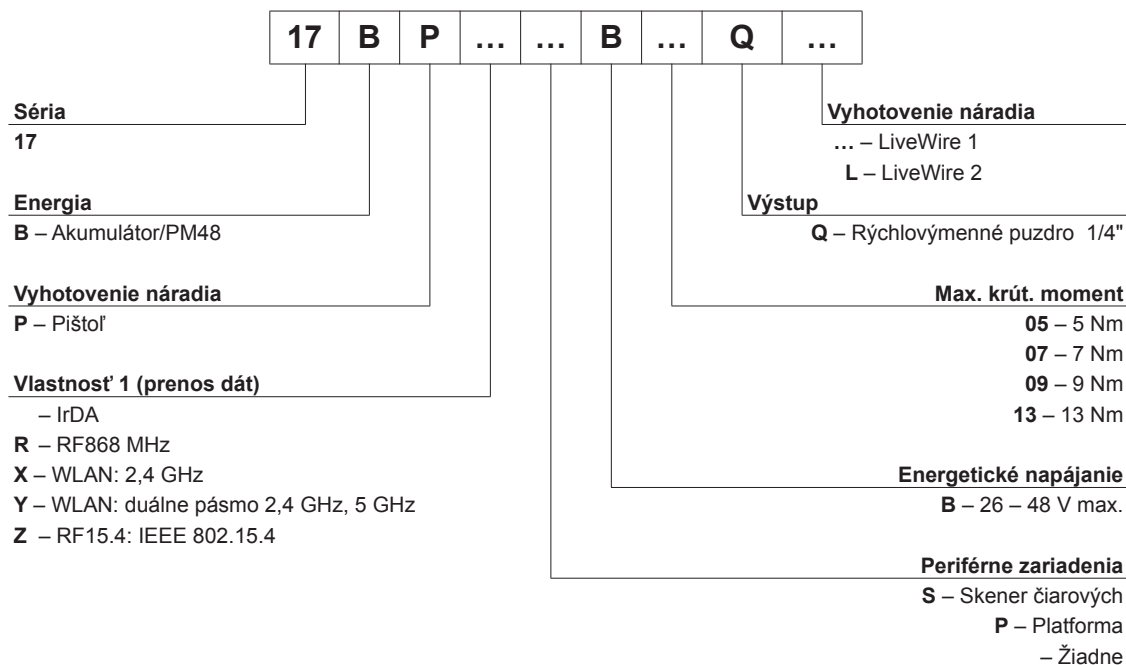 17 B P ... ... B ... Q ...
Séria
17
Energia
B – Akumulátor/PM48
Vyhotovenie náradia
P – Pištoľ
Vlastnosť 1 (prenos dát)
– IrDA
R – RF868 MHz
X – WLAN: 2,4 GHz
Y – WLAN: duálne pásmo 2,4 GHz, 5 GHz
Z – RF15.4: IEEE 802.15.4
Vyhotovenie náradia
... – LiveWire 1
L – LiveWire 2
Výstup
Q – Rýchlovýmenné puzdro 1/4"
Max. krút. moment
05 – 5 Nm
07 – 7 Nm
09 – 9 Nm
13 – 13 Nm
Energetické napájanie
B – 26 – 48 V max.
Periférne zariadenia
S – Skener čiarových
P – Platforma
– Žiadne